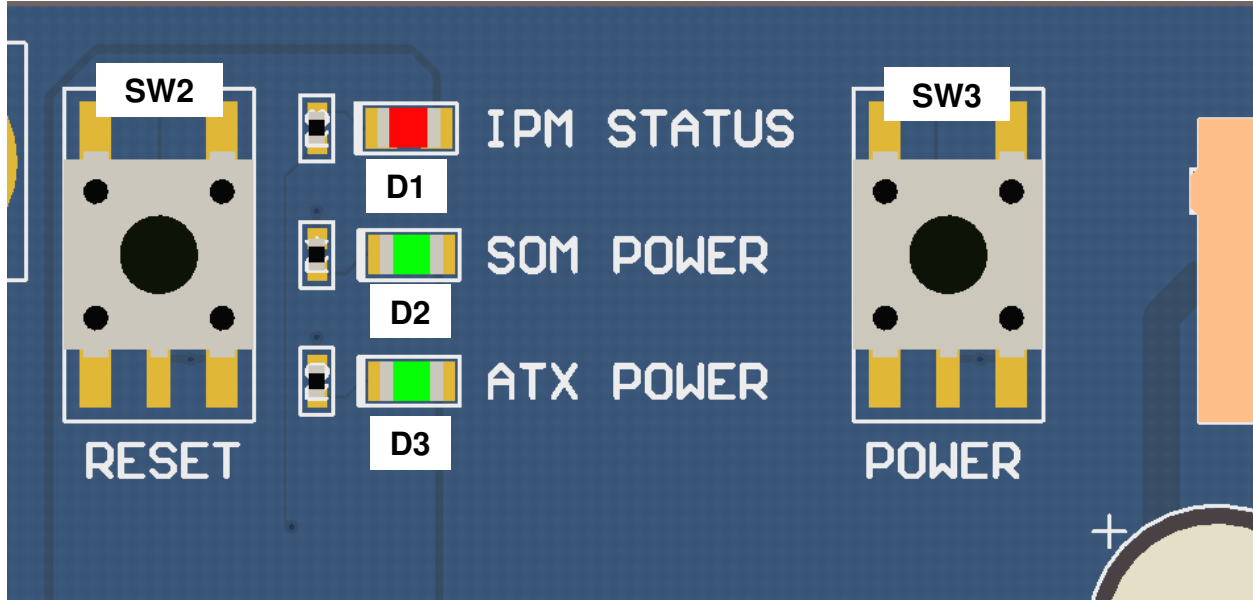 SW2
SW3
IPM STATUS
D1
SOM POWER
D2
ATX POWER
D3
RESET
POWER